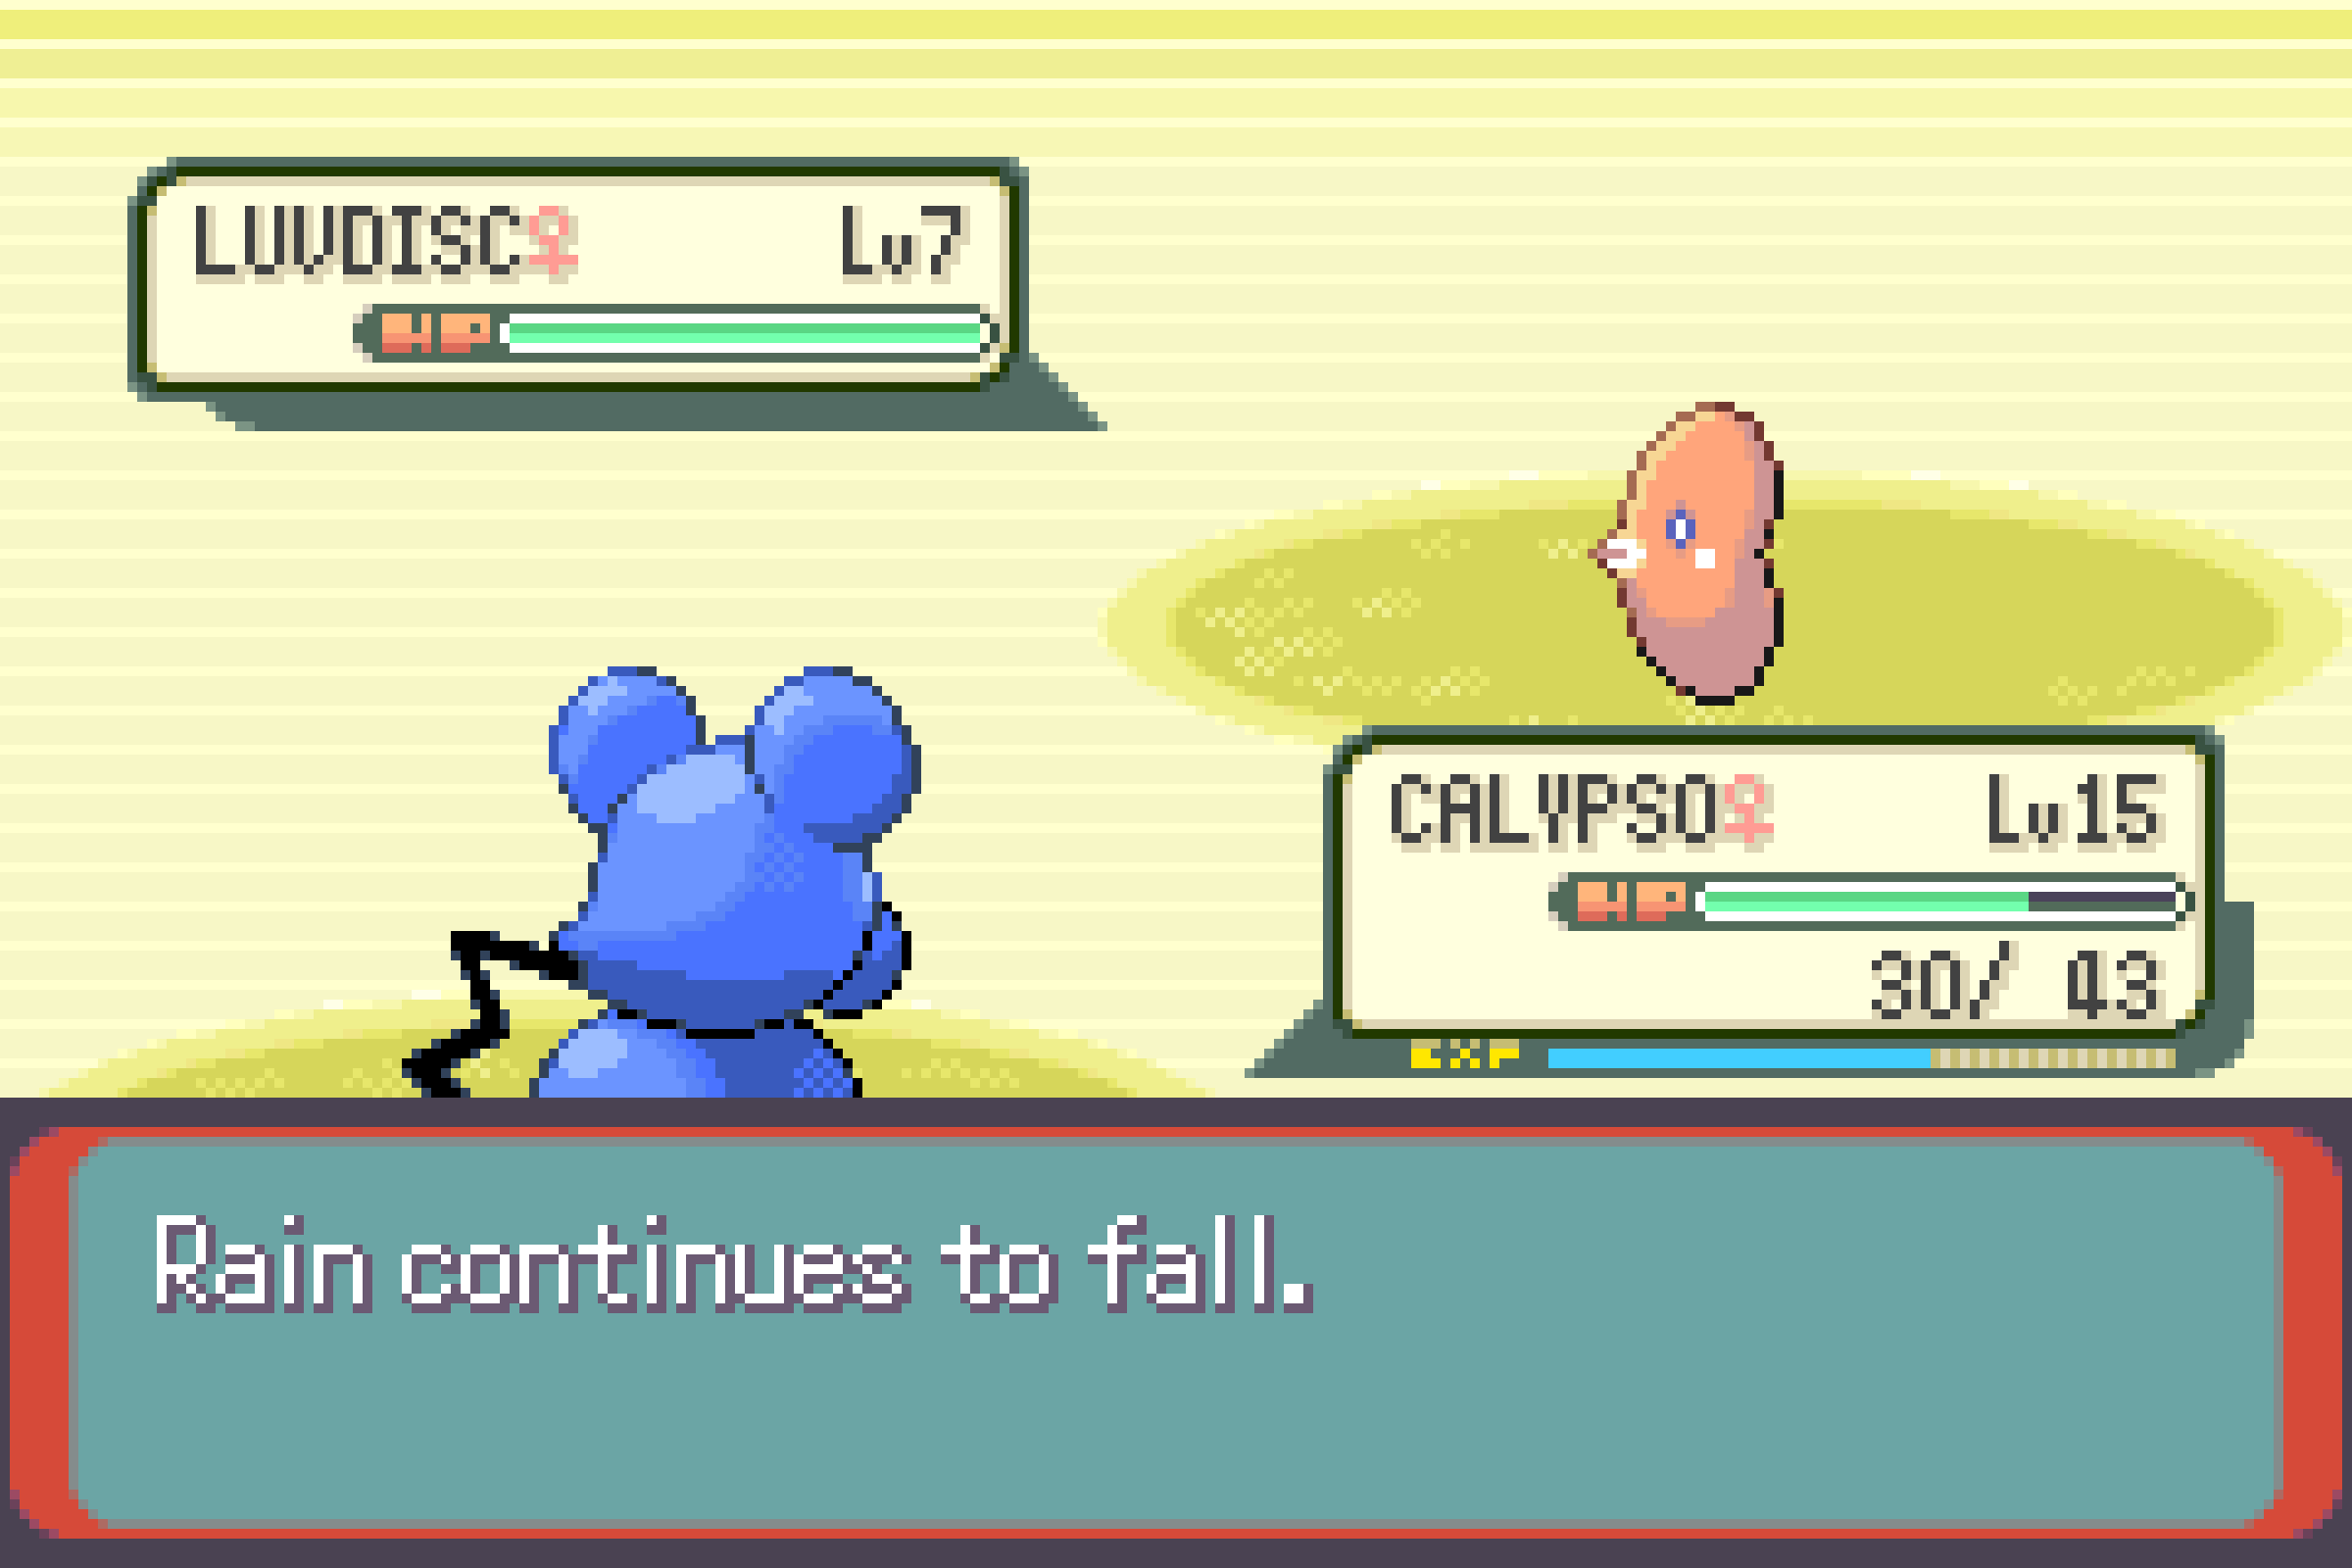 LUVDISC♀ Lv7
HP
CALYPSO♀ Lv15
HP
30/ 43
EXP
Rain continues to fall.